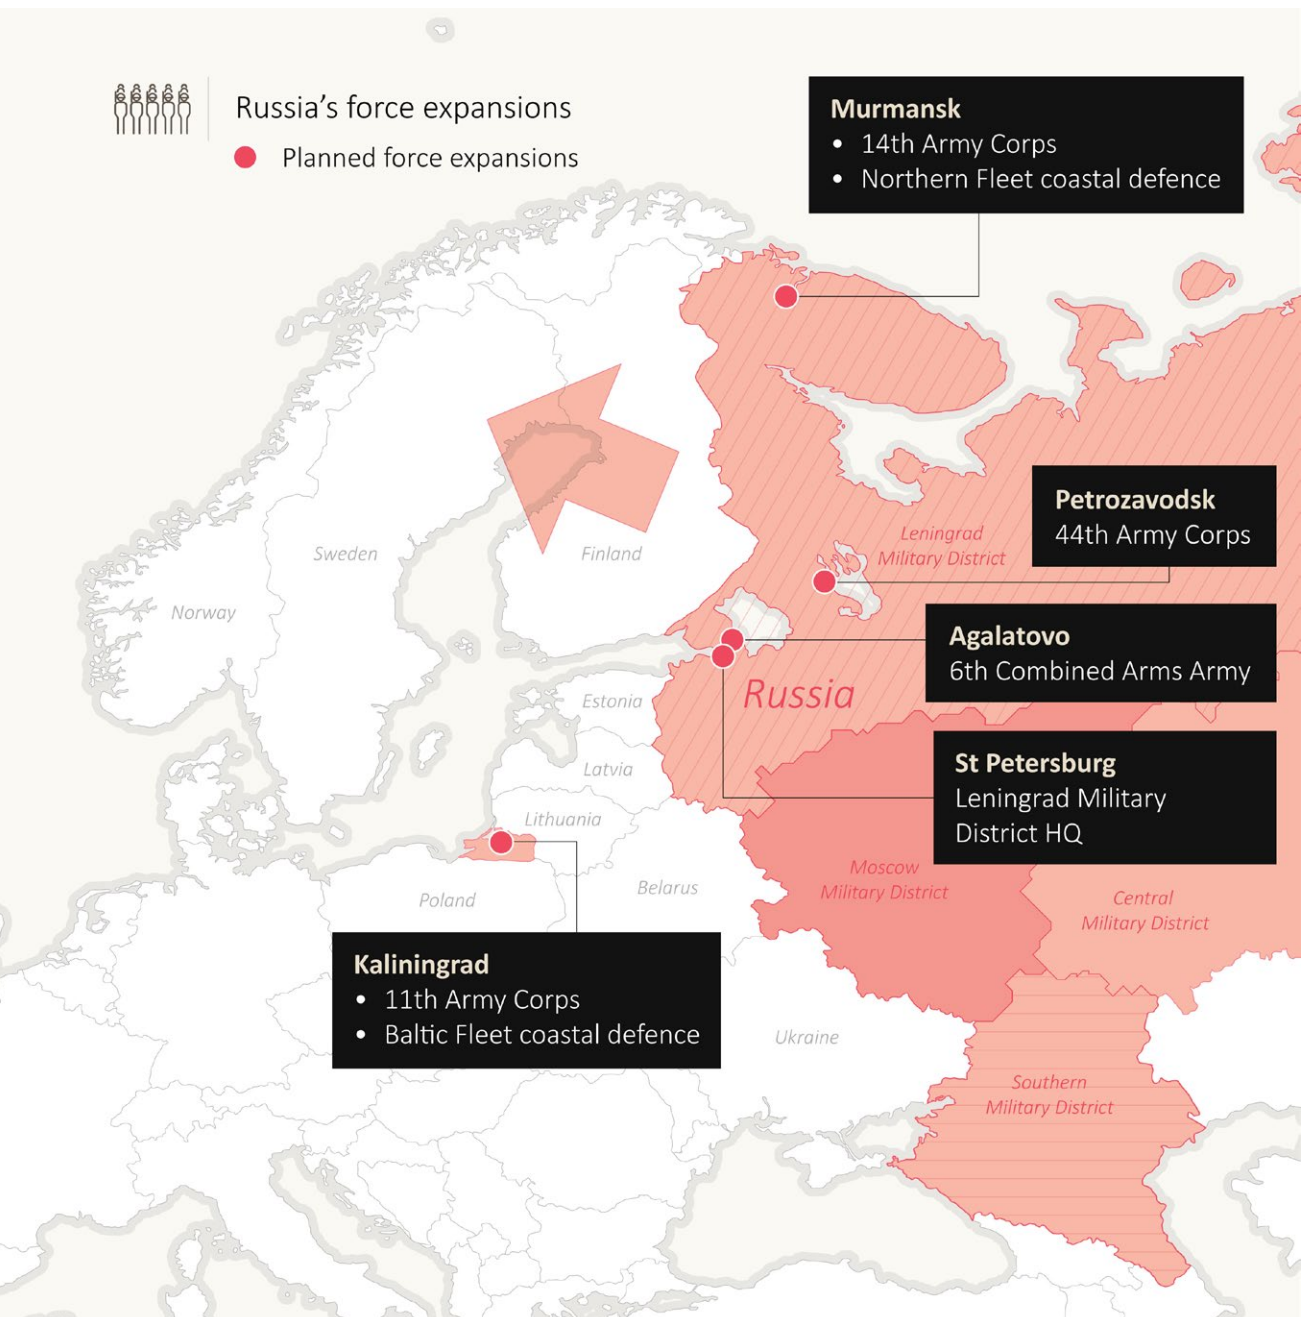 Russia's force expansions
Planned force expansions
Murmansk
• 14th Army Corps
• Northern Fleet coastal defence
Petrozavodsk
44th Army Corps
Leningrad
Military District
Sweden
Finland
Norway
Agalatovo
6th Combined Arms Army
Russia
Estonia
St Petersburg
Leningrad Military
District HQ
Latvia
Lithuania
Moscow
Military District
Belarus
Poland
Central
Military District
Kaliningrad
• 11th Army Corps
• Baltic Fleet coastal defence
Ukraine
Southern
Military District